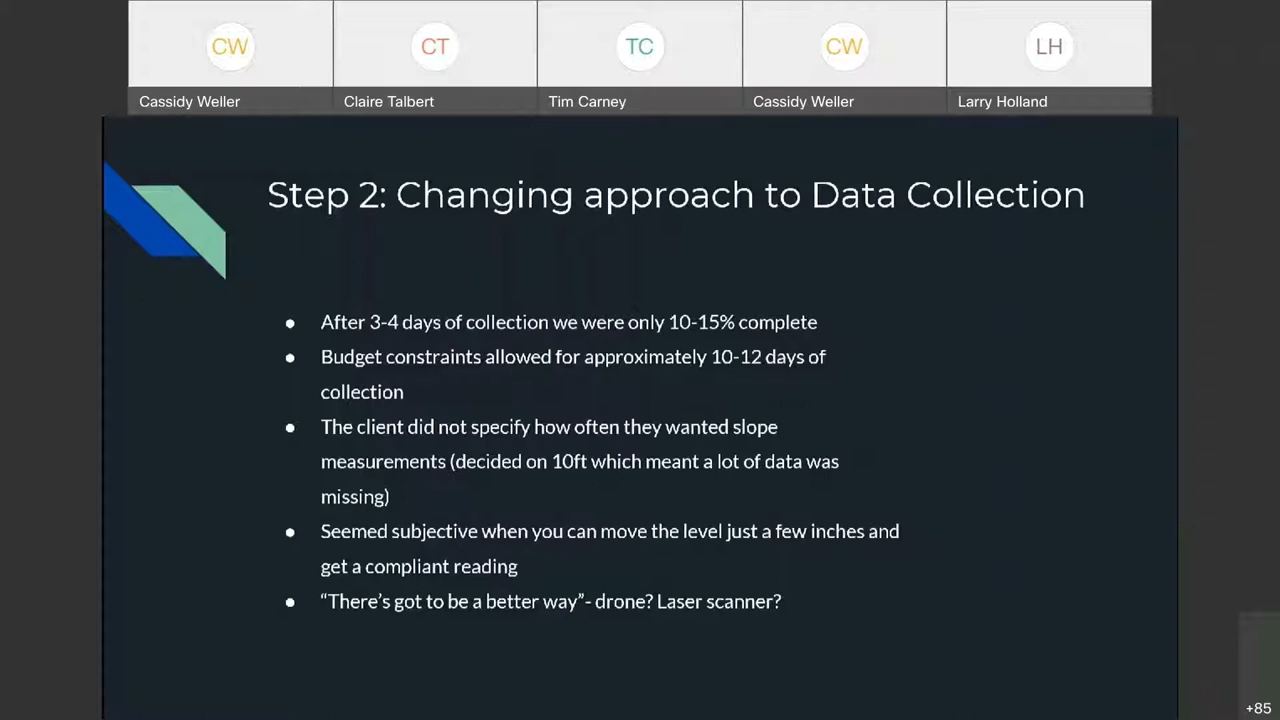 CW
CT
TC
CW
LH
Cassidy Weller
Claire Talbert
Tim Carney
Cassidy Weller
Larry Holland
Step 2: Changing approach to Data Collection
● After 3-4 days of collection we were only 10-15% complete
● Budget constraints allowed for approximately 10-12 days of
collection
● The client did not specify how often they wanted slope
measurements (decided on 10ft which meant a lot of data was
missing)
● Seemed subjective when you can move the level just a few inches and
get a compliant reading
● “There’s got to be a better way”- drone? Laser scanner?
+85